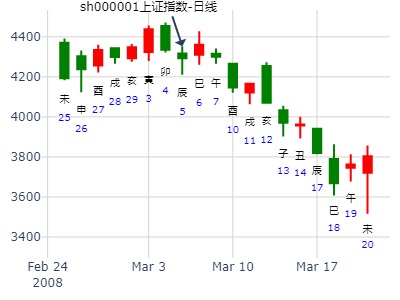 sh000001上证指数-日线
4400
4200
4000
3800
3600
3400
未
25
申
26
酉
27
戌
28
亥
29
寅
3
卯
4
辰
5
巳
6
午
7
酉
10
戌
11
亥
12
子
13
丑
14
辰
17
巳
18
午
19
未
20
Feb 24
2008
Mar 3
Mar 10
Mar 17